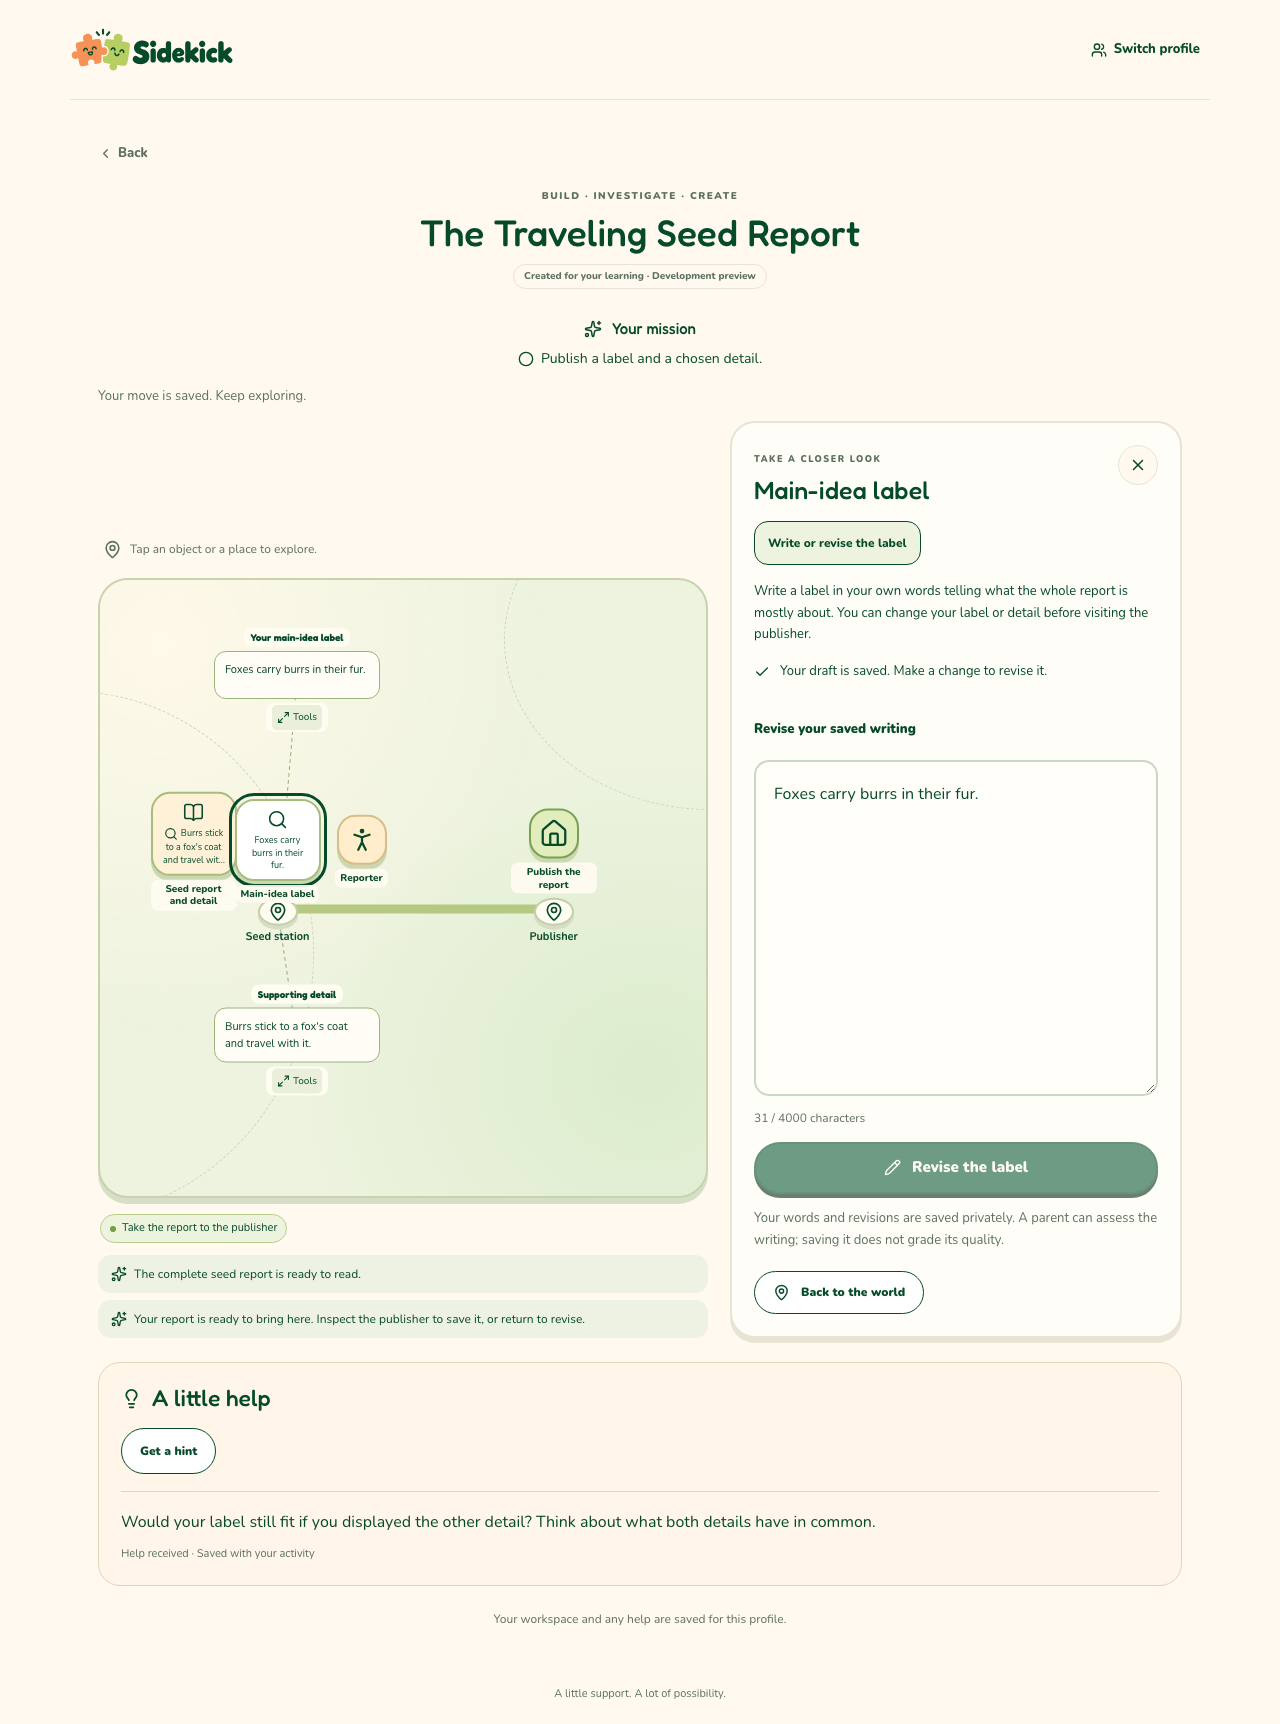 Sidekick
Switch profile
Back
BUILD · INVESTIGATE · CREATE
The Traveling Seed Report
Created for your learning · Development preview
Your mission
Publish a label and a chosen detail.
Your move is saved. Keep exploring.
Tap an object or a place to explore.
Your main-idea label
Foxes carry burrs in their fur.
Tools
Burrs stick
to a fox's coat
and travel wit...
Seed report
and detail
Foxes carry
burrs in their
fur.
Main-idea label
Reporter
Publish the
report
Seed station
Publisher
Supporting detail
Burrs stick to a fox's coat
and travel with it.
Tools
Take the report to the publisher
The complete seed report is ready to read.
Your report is ready to bring here. Inspect the publisher to save it, or return to revise.
TAKE A CLOSER LOOK
Main-idea label
Write or revise the label
Write a label in your own words telling what the whole report is
mostly about. You can change your label or detail before visiting the
publisher.
Your draft is saved. Make a change to revise it.
Revise your saved writing
Foxes carry burrs in their fur.
31 / 4000 characters
Revise the label
Your words and revisions are saved privately. A parent can assess the
writing; saving it does not grade its quality.
Back to the world
A little help
Get a hint
Would your label still fit if you displayed the other detail? Think about what both details have in common.
Help received · Saved with your activity
Your workspace and any help are saved for this profile.
A little support. A lot of possibility.